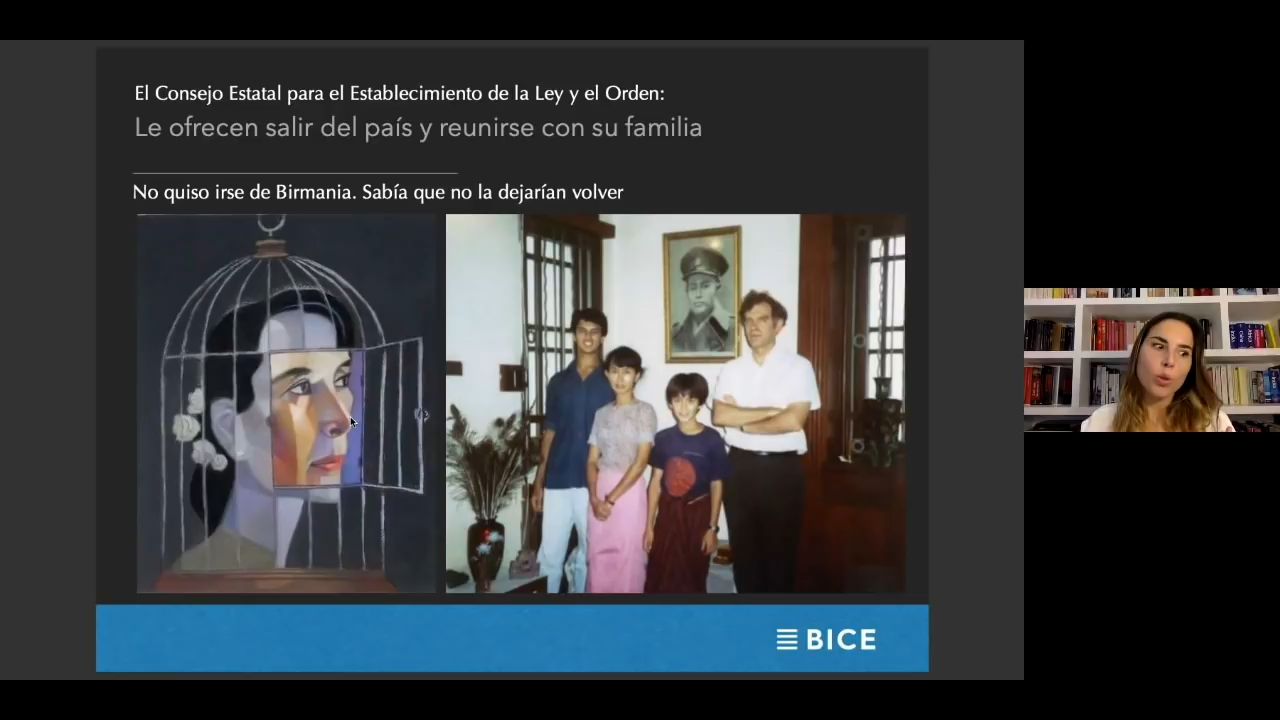 El Consejo Estatal para el Establecimiento de la Ley y el Orden:
Le ofrecen salir del país y reunirse con su familia
No quiso irse de Birmania. Sabía que no la dejarían volver
BICE